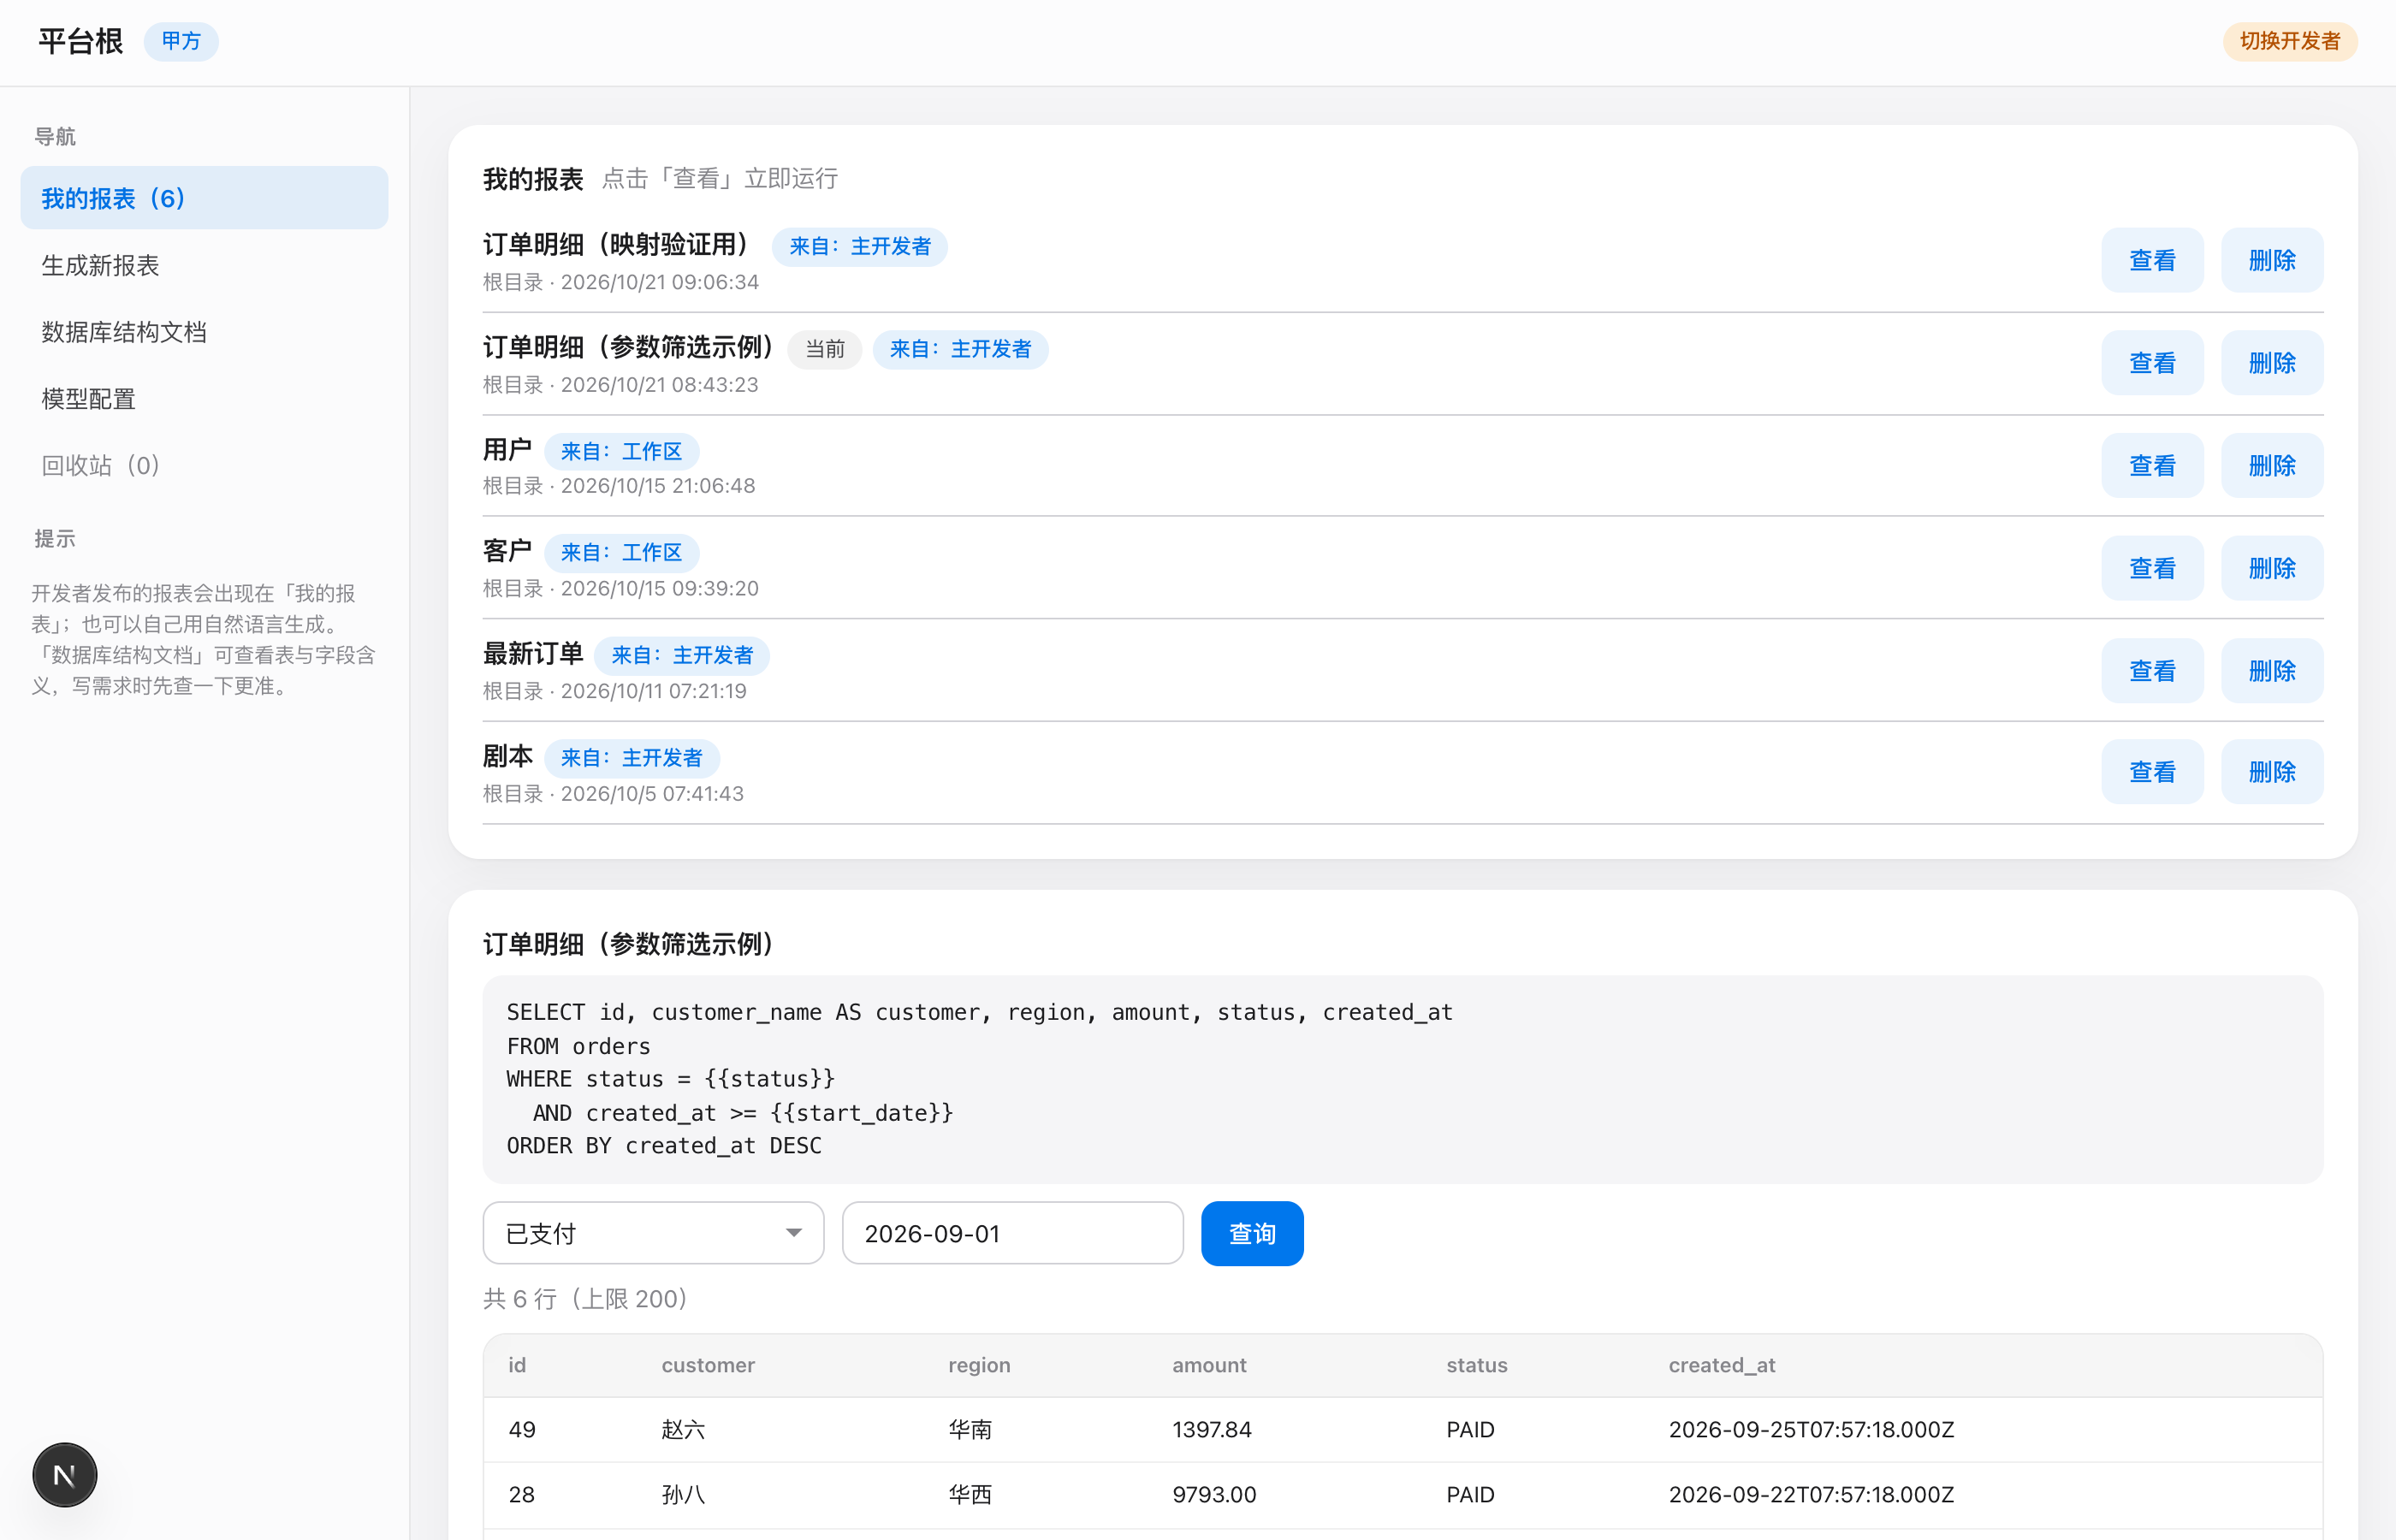 平台根 甲方 切换开发者
导航
我的报表（6）
生成新报表
数据库结构文档
模型配置
回收站（0）
提示
开发者发布的报表会出现在「我的报
表」；也可以自己用自然语言生成。
「数据库结构文档」可查看表与字段含
义，写需求时先查一下更准。
我的报表 点击「查看」立即运行
订单明细（映射验证用） 来自：主开发者
根目录 · 2026/10/21 09:06:34
查看 删除
订单明细（参数筛选示例） 当前 来自：主开发者
根目录 · 2026/10/21 08:43:23
查看 删除
用户 来自：工作区
根目录 · 2026/10/15 21:06:48
查看 删除
客户 来自：工作区
根目录 · 2026/10/15 09:39:20
查看 删除
最新订单 来自：主开发者
根目录 · 2026/10/11 07:21:19
查看 删除
剧本 来自：主开发者
根目录 · 2026/10/5 07:41:43
查看 删除
订单明细（参数筛选示例）
SELECT id, customer_name AS customer, region, amount, status, created_at
FROM orders
WHERE status = {{status}}
  AND created_at >= {{start_date}}
ORDER BY created_at DESC
已支付 2026-09-01 查询
共 6 行（上限 200）
id customer region amount status created_at
49 赵六 华南 1397.84 PAID 2026-09-25T07:57:18.000Z
28 孙八 华西 9793.00 PAID 2026-09-22T07:57:18.000Z
N